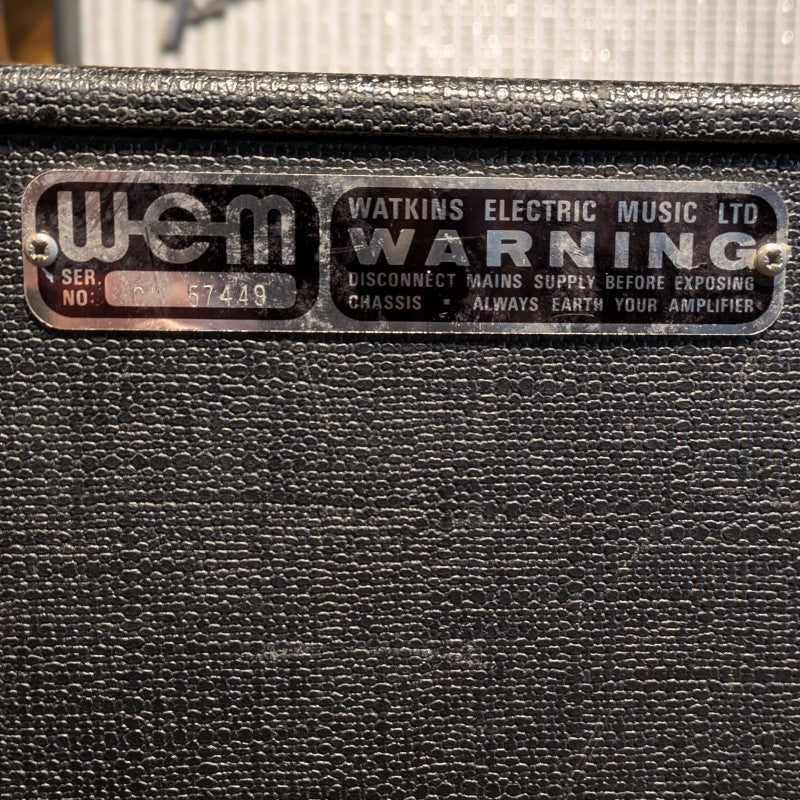 wem
SER.
NO: 57449
WATKINS ELECTRIC MUSIC LTD
WARNING
DISCONNECT MAINS SUPPLY BEFORE EXPOSING
CHASSIS . ALWAYS EARTH YOUR AMPLIFIER